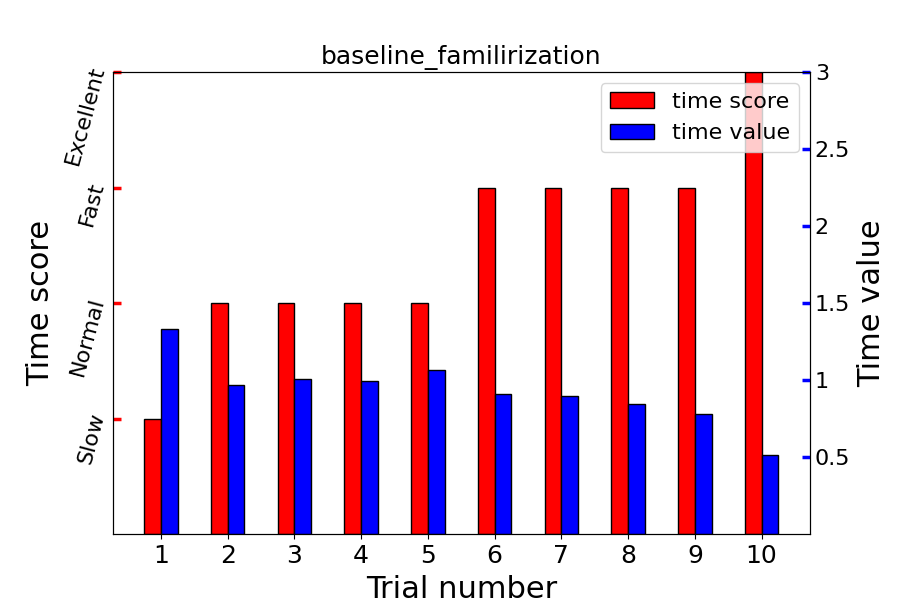 baseline_familirization
time score
time value
Time score
Excellent
Fast
Normal
Slow
3
2.5
2
1.5
1
0.5
Time value
1 2 3 4 5 6 7 8 9 10
Trial number